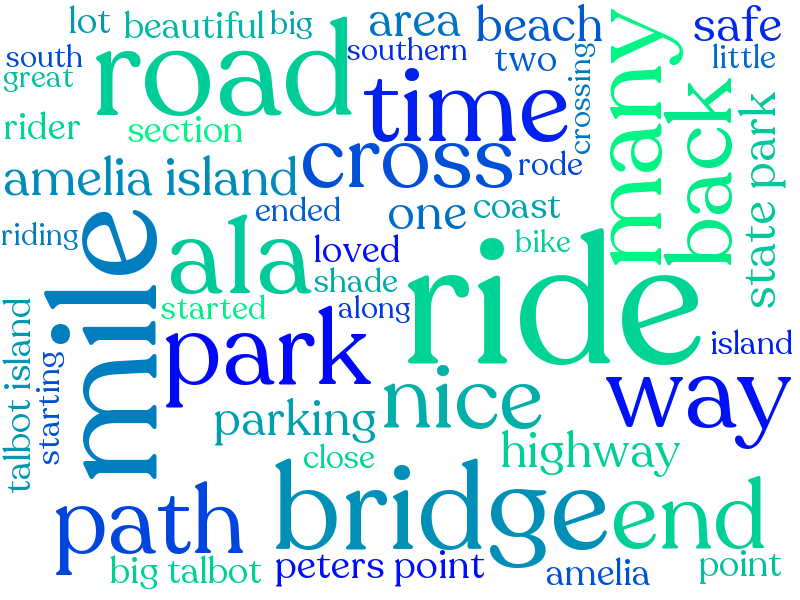 lot
beautiful
big
area
beach
safe
south
southern
two
little
great
road
time
crossing
many
back
rider
section
cross
rode
state park
amelia island
ended
one
coast
riding
mile
ala
loved
bike
shade
ride
started
along
talbot island
starting
park
island
nice
way
parking
close
highway
path
bridge
end
big talbot
peters point
amelia
point